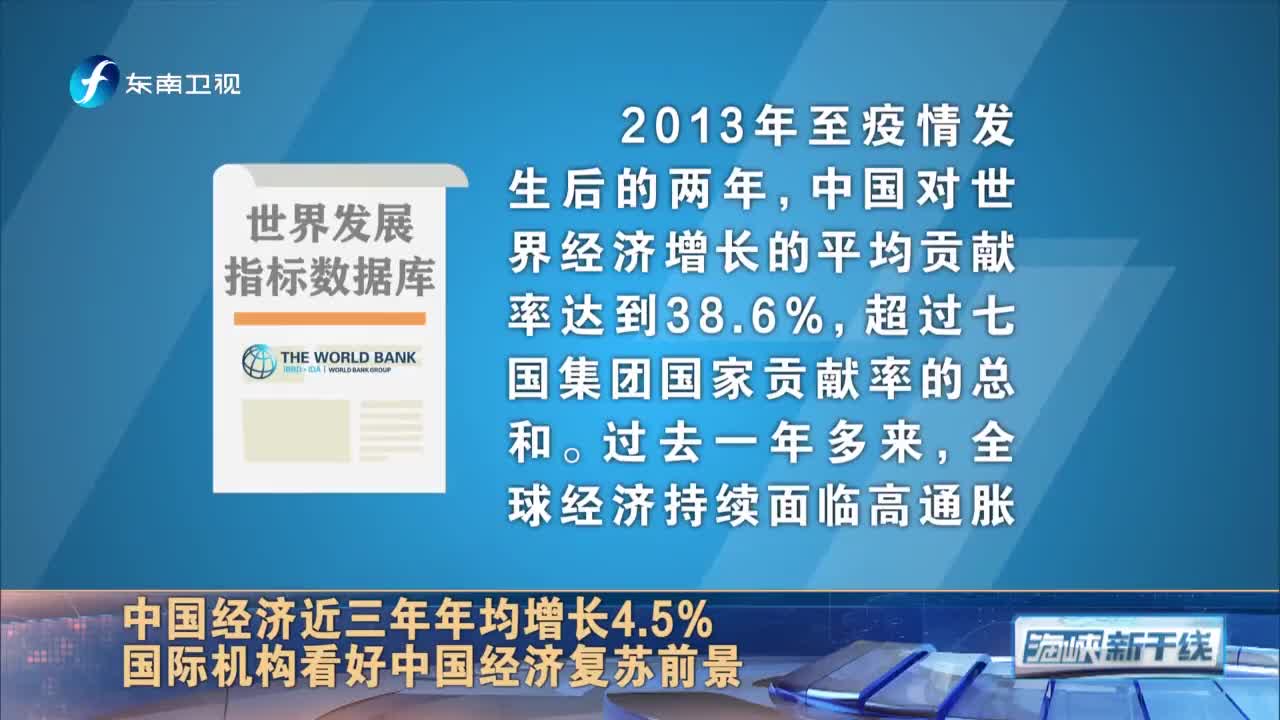 东南卫视
2013年至疫情发
生后的两年,中国对世
界经济增长的平均贡献
率达到38.6%,超过七
国集团国家贡献率的总
和。过去一年多来,全
球经济持续面临高通胀
世界发展
指标数据库
THE WORLD BANK
IBRD • IDA | WORLD BANK GROUP
中国经济近三年年均增长4.5%
国际机构看好中国经济复苏前景
海峡新干线